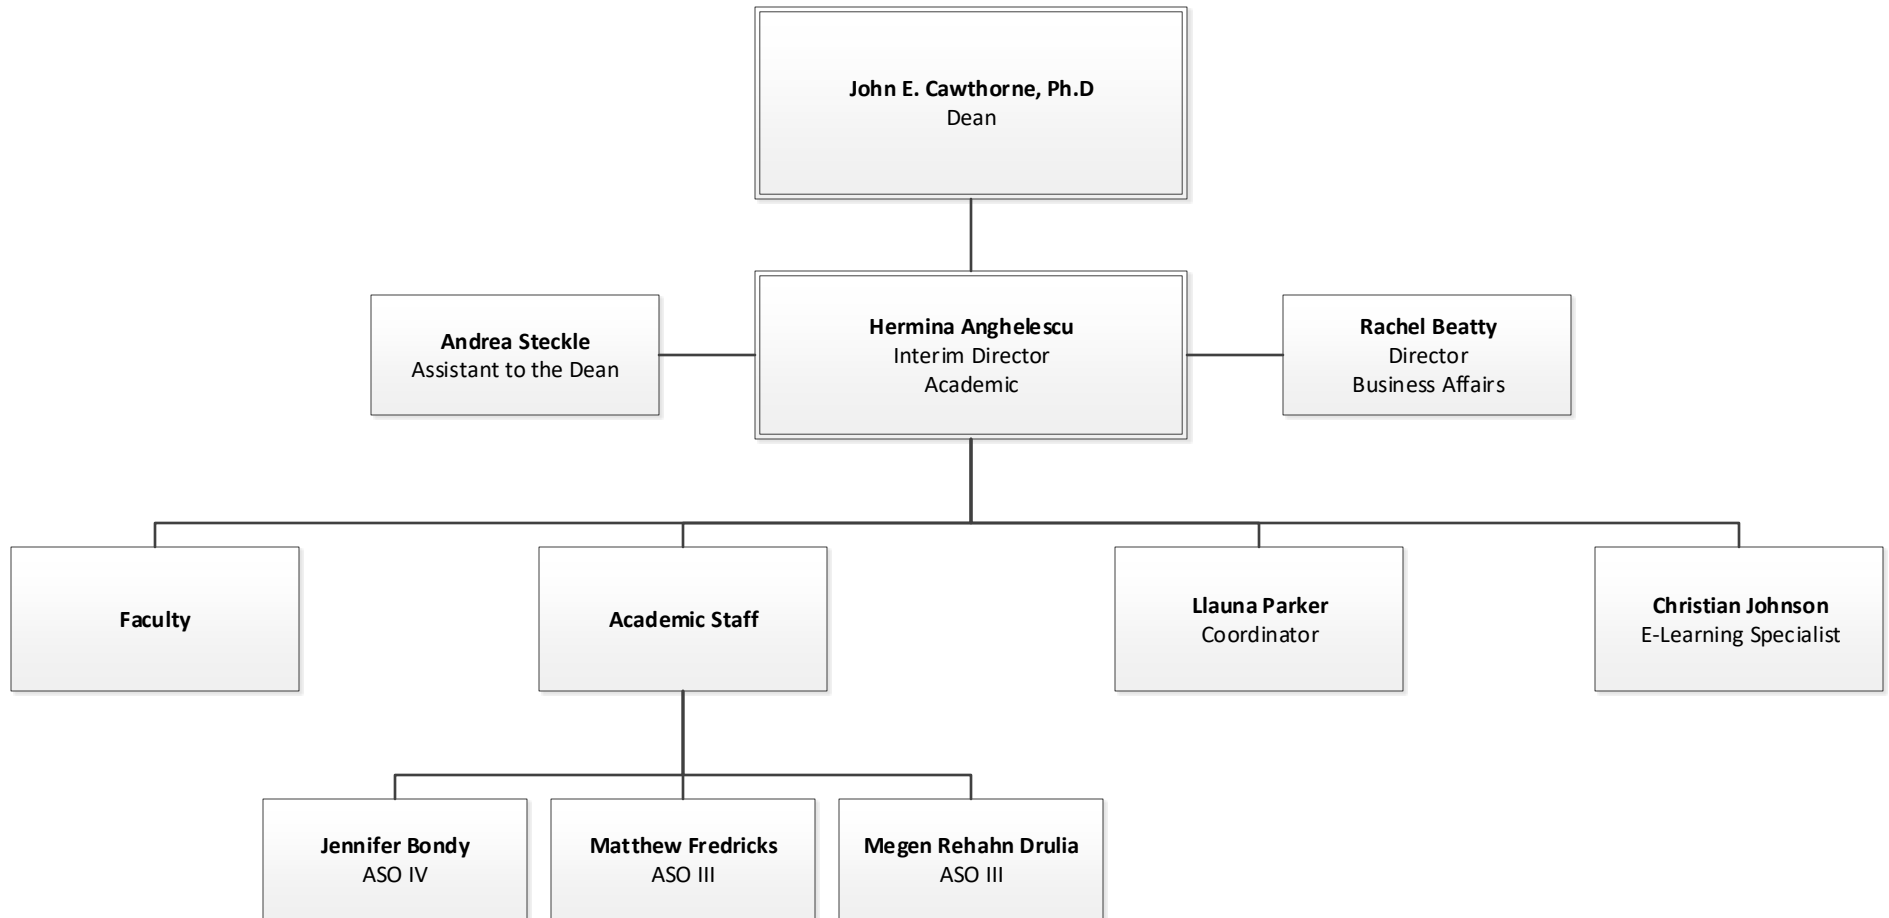 John E. Cawthorne, Ph.D
Dean
Andrea Steckle
Assistant to the Dean
Hermina Anghelescu
Interim Director
Academic
Rachel Beatty
Director
Business Affairs
Faculty
Academic Staff
Llauna Parker
Coordinator
Christian Johnson
E-Learning Specialist
Jennifer Bondy
ASO IV
Matthew Fredricks
ASO III
Megen Rehahn Drulia
ASO III